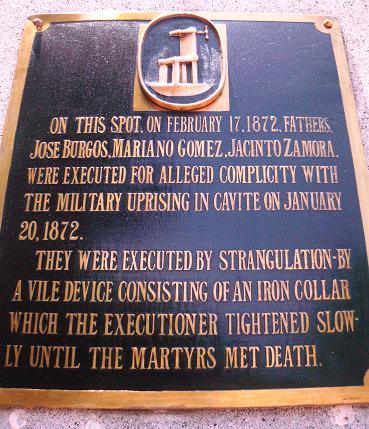 ON THIS SPOT, ON FEBRUARY 17, 1872, FATHERS,
JOSE BURGOS, MARIANO GOMEZ, JACINTO ZAMORA,
WERE EXECUTED FOR ALLEGED COMPLICITY WITH
THE MILITARY UPRISING IN CAVITE ON JANUARY
20, 1872.
THEY WERE EXECUTED BY STRANGULATION-BY
A VILE DEVICE CONSISTING OF AN IRON COLLAR
WHICH THE EXECUTIONER TIGHTENED SLOW-
LY UNTIL THE MARTYRS MET DEATH.